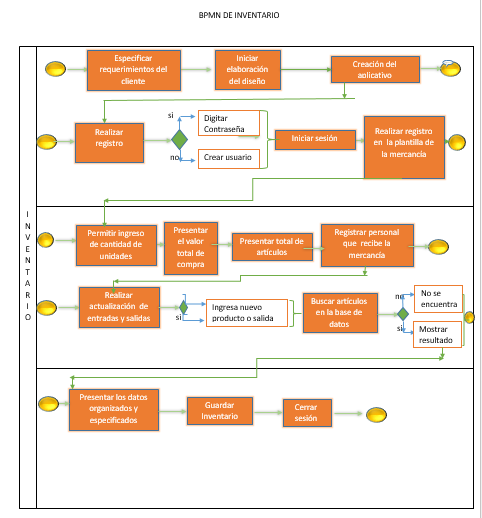 BPMN DE INVENTARIO
Especificar
requerimientos del
cliente
Iniciar
elaboración
del diseño
Creación del
aplicativo
Realizar
registro
si
no
Digitar
Contraseña
Crear usuario
Iniciar sesión
Realizar registro
en la plantilla de
la mercancía
I
N
V
E
N
T
A
R
I
O
Permitir ingreso
de cantidad de
unidades
Presentar
el valor
total de
compra
Presentar total de
artículos
Registrar personal
que recibe la
mercancía
Realizar
actualización de
entradas y salidas
si
Ingresa nuevo
producto o salida
Buscar artículos
en la base de
datos
no
si
No se
encuentra
Mostrar
resultado
Presentar los datos
organizados y
especificados
Guardar
Inventario
Cerrar
sesión